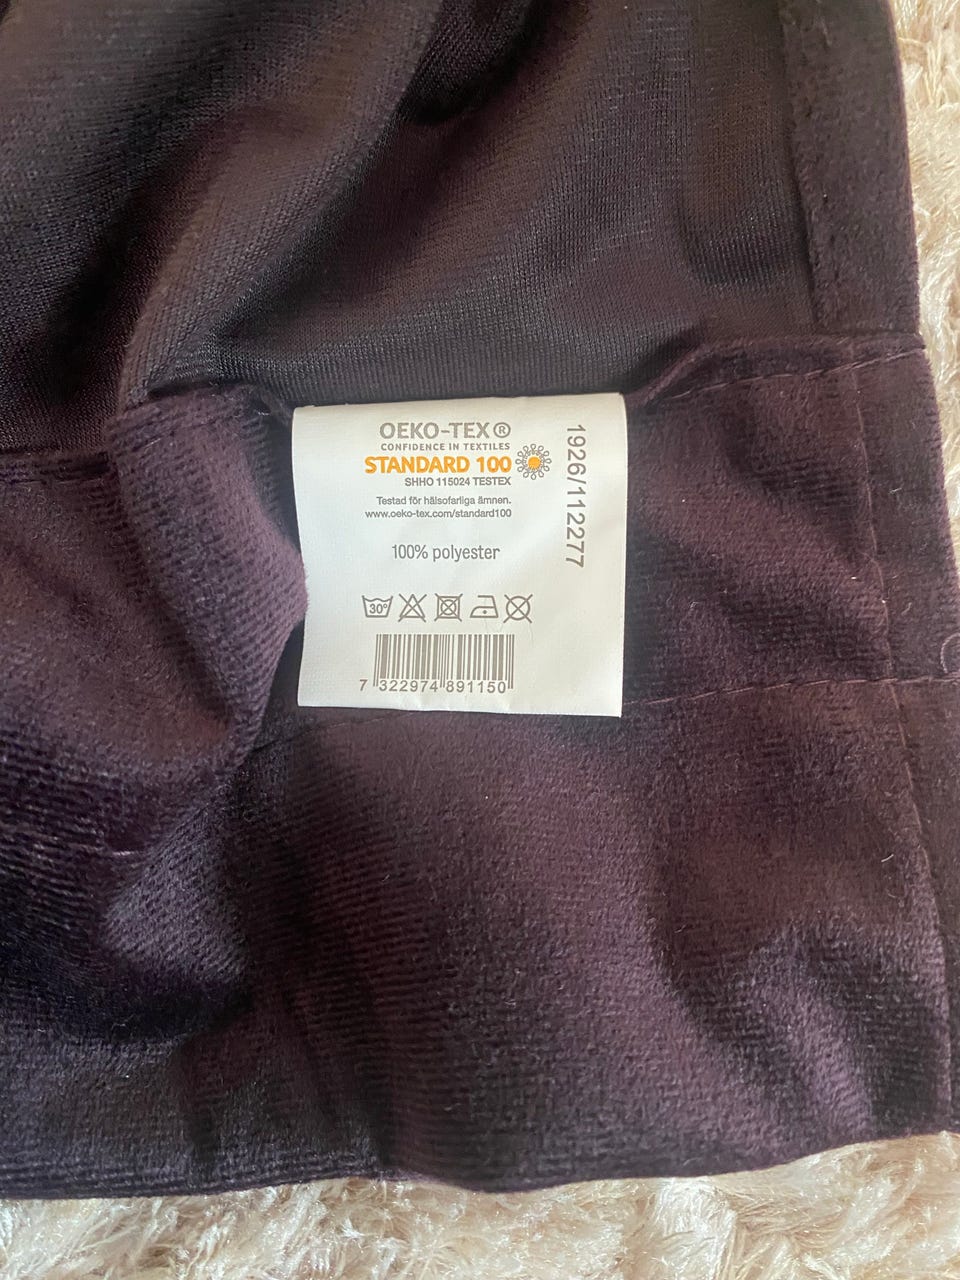 OEKO-TEX®
CONFIDENCE IN TEXTILES
STANDARD 100
SHHO 115024 TESTEX
Testad för hälsofarliga ämnen.
www.oeko-tex.com/standard100
100% polyester
30°
7 322974 891150
1926/112277